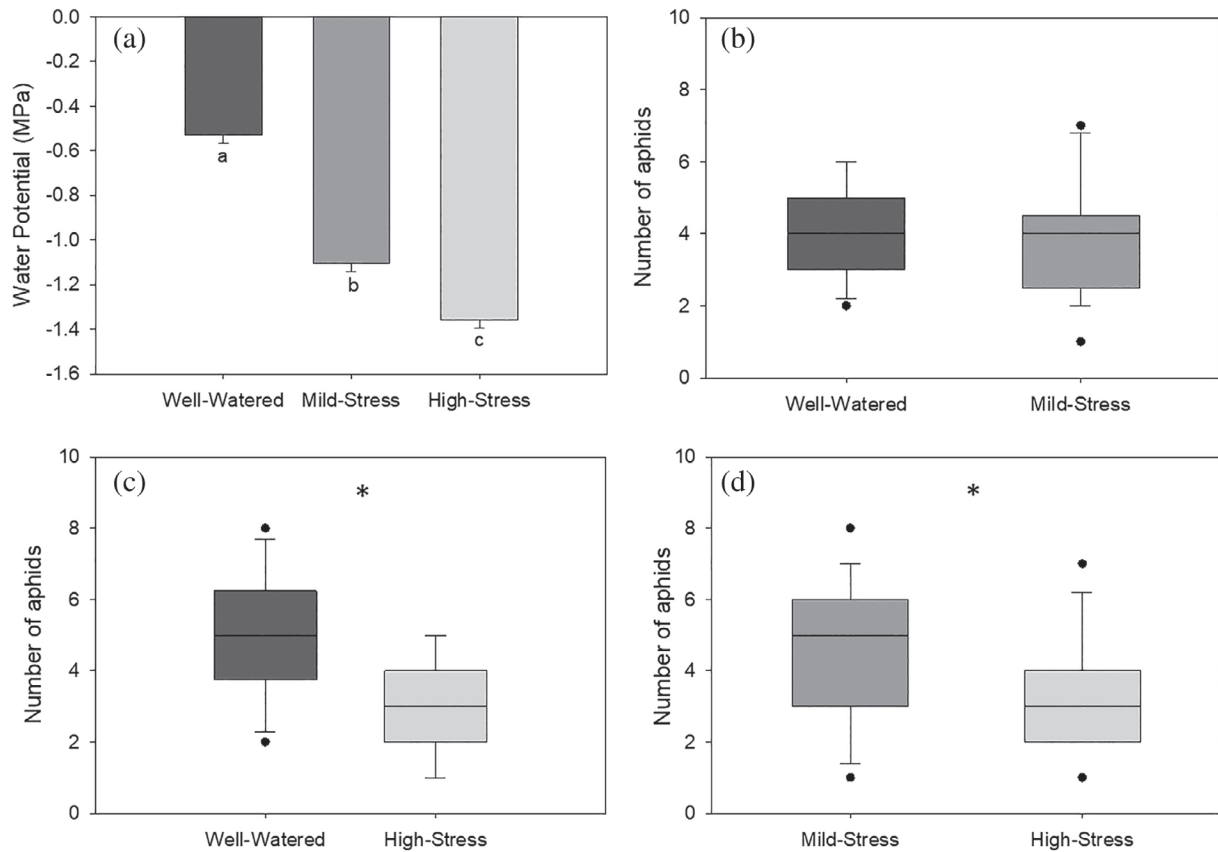 (a)
Water Potential (MPa)
0.0
-0.2
-0.4
-0.6
-0.8
-1.0
-1.2
-1.4
-1.6
a
b
c
Well-Watered Mild-Stress High-Stress
(b)
Number of aphids
10
8
6
4
2
0
Well-Watered Mild-Stress
(c)
*
Number of aphids
10
8
6
4
2
0
Well-Watered High-Stress
(d)
*
Number of aphids
10
8
6
4
2
0
Mild-Stress High-Stress